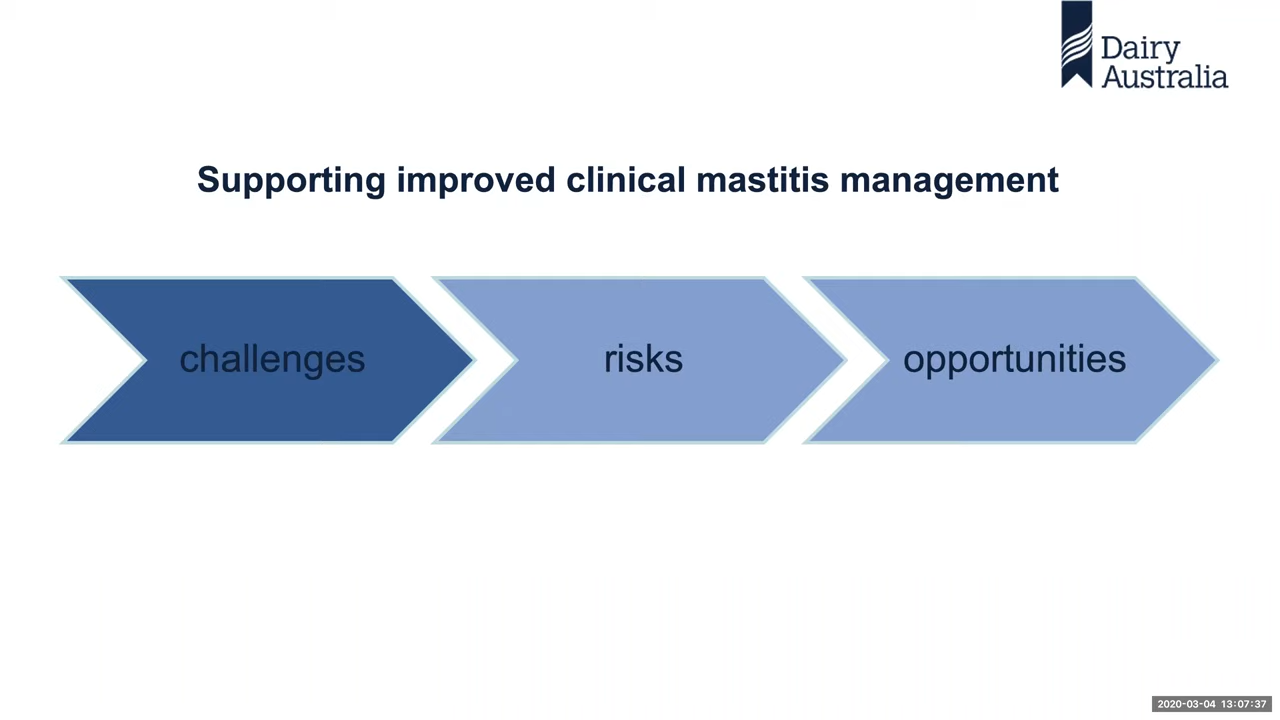 Dairy
Australia
Supporting improved clinical mastitis management
challenges
risks
opportunities
2020-03-04 13:07:37